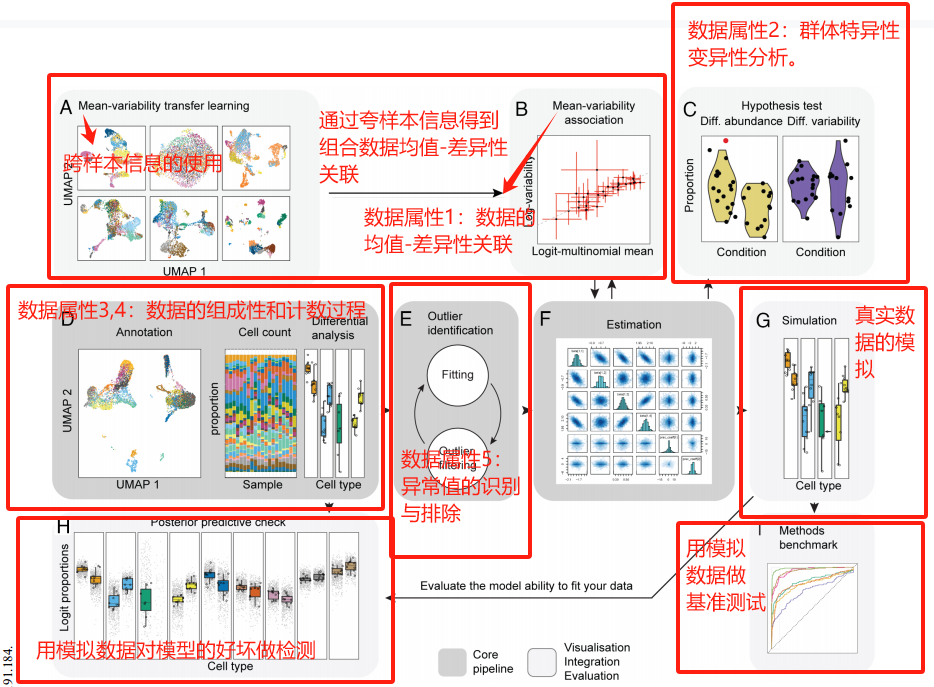 数据属性2：群体特异性
变异性分析。
A Mean-variability transfer learning
跨样本信息的使用
UMAP 2
UMAP 1
通过夸样本信息得到
组合数据均值-差异性
关联
数据属性1：数据的
均值-差异性关联
B Mean-variability
association
Log-variability
Logit-multinomial mean
C Hypothesis test
Diff. abundance Diff. variability
Proportion
Condition Condition
数据属性3,4：数据的组成性和计数过程
D
Annotation
UMAP 2
UMAP 1
Cell count
proportion
Sample
Differential
analysis
Cell type
E Outlier
identification
Fitting
Outlier
filtering
数据属性5：
异常值的识别
与排除
F Estimation
G Simulation
真实数
据的模
拟
Cell type
H Posterior predictive check
Logit proportions
用模拟数据对模型的好坏做检测
Cell type
Evaluate the model ability to fit your data
I Methods
benchmark
用模拟
数据做
基准测试
Core
pipeline
Visualisation
Integration
Evaluation
91.184.